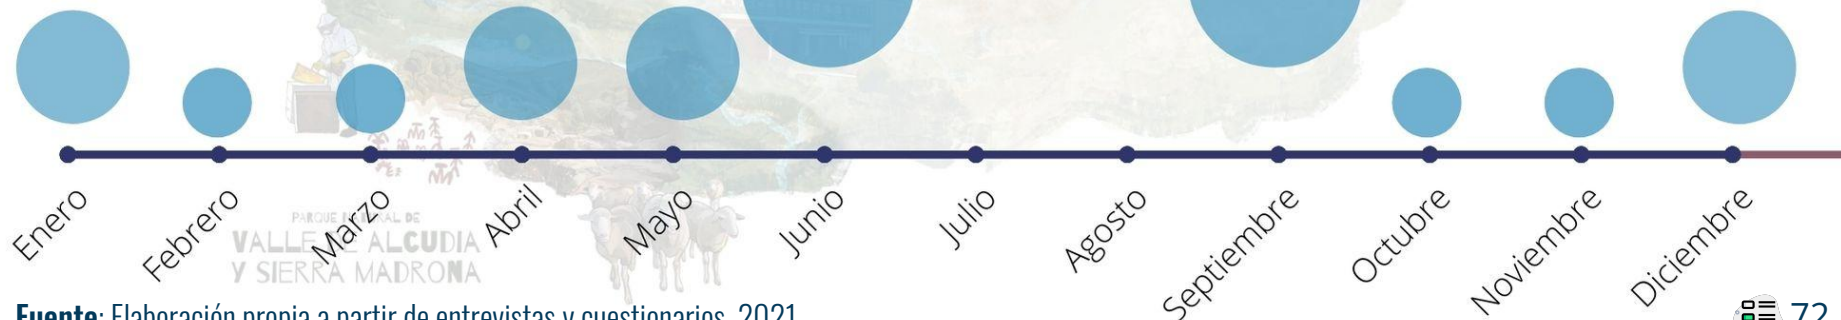 Enero
Febrero
Marzo
Abril
Mayo
Junio
Julio
Agosto
Septiembre
Octubre
Noviembre
Diciembre
PARQUE NATURAL DE
VALLE DE ALCUDIA
Y SIERRA MADRONA
Fuente: Elaboración propia a partir de entrevistas y cuestionarios, 2021
72